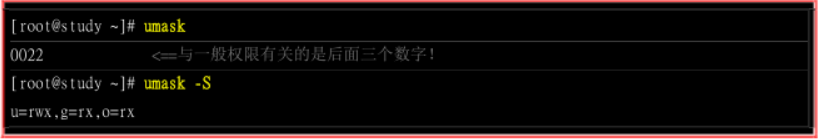 [root@study ~]# umask
0022 <==与一般权限有关的是后面三个数字!
[root@study ~]# umask -S
u=rwx,g=rx,o=rx